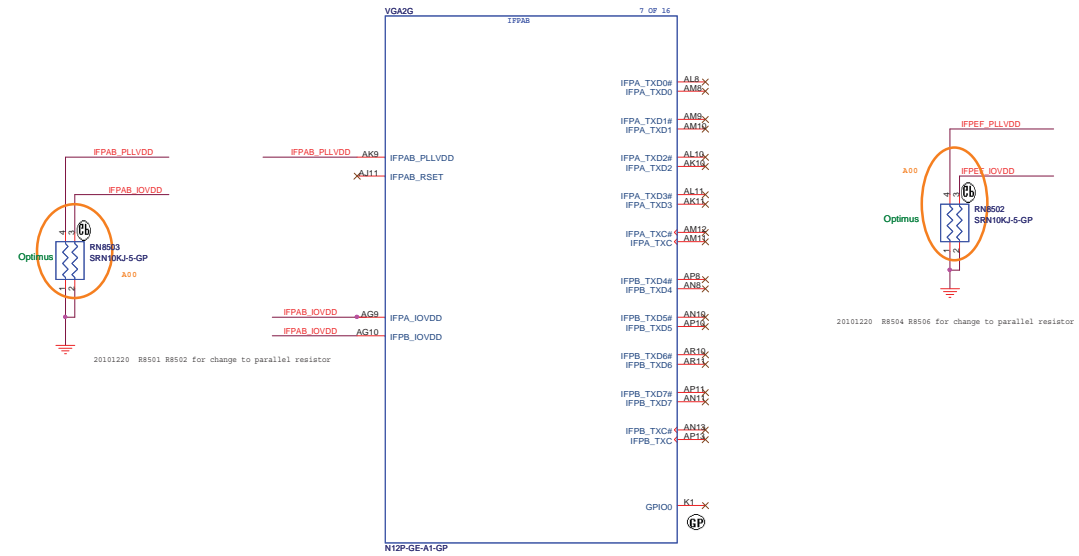 VGA2G
7 OF 16
IFPAB
IFPA_TXD0# AL8
IFPA_TXD0 AM8
IFPA_TXD1# AM9
IFPA_TXD1 AM10
IFPA_TXD2# AL10
IFPA_TXD2 AK10
IFPA_TXD3# AL11
IFPA_TXD3 AK11
IFPA_TXC# AM12
IFPA_TXC AM11
IFPB_TXD4# AP8
IFPB_TXD4 AN8
IFPB_TXD5# AN10
IFPB_TXD5 AP10
IFPB_TXD6# AR10
IFPB_TXD6 AR11
IFPB_TXD7# AP11
IFPB_TXD7 AN11
IFPB_TXC# AN13
IFPB_TXC AP13
GPIO0 K1
GP
N12P-GE-A1-GP
IFPAB_PLLVDD AK9 IFPAB_PLLVDD
AJ11 IFPAB_RSET
IFPAB_IOVDD AG9 IFPA_IOVDD
IFPAB_IOVDD AG10 IFPB_IOVDD
IFPAB_PLLVDD
IFPAB_IOVDD
4 3
Optimus
RN8503
SRN10KJ-5-GP
A00
1 2
20101220 R8501 R8502 for change to parallel resistor
IFPEF_PLLVDD
IFPEF_IOVDD
A00
4 3
Optimus
RN8502
SRN10KJ-5-GP
1 2
20101220 R8504 R8506 for change to parallel resistor